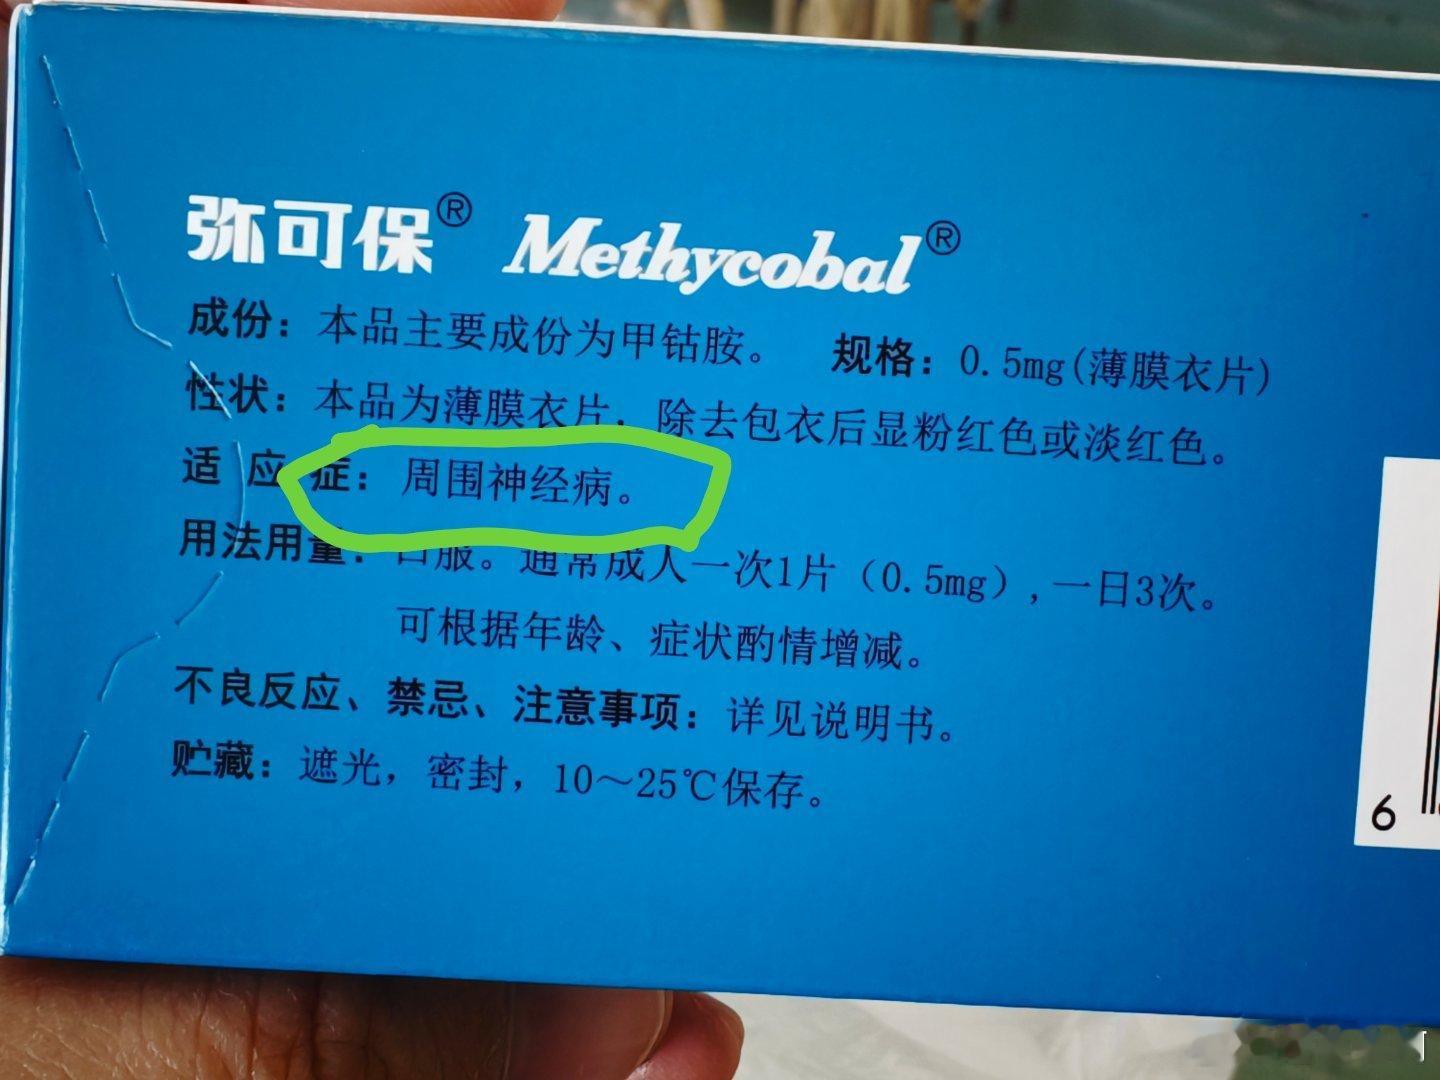 弥可保® Methycobal®
成份：本品主要成份为甲钴胺。 规格：0.5mg(薄膜衣片)
性状：本品为薄膜衣片，除去包衣后显粉红色或淡红色。
适应症：周围神经病。
用法用量：口服。通常成人一次1片（0.5mg）,一日3次。
可根据年龄、症状酌情增减。
不良反应、禁忌、注意事项：详见说明书。
贮藏：遮光，密封，10～25℃保存。
6